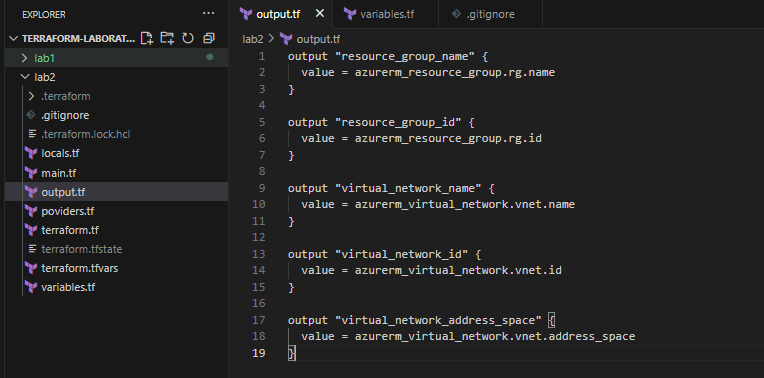 EXPLORER
TERRAFORM-LABORAT...
lab1
lab2
.terraform
.gitignore
.terraform.lock.hcl
locals.tf
main.tf
output.tf
poviders.tf
terraform.tf
terraform.tfstate
terraform.tfvars
variables.tf
output.tf
variables.tf
.gitignore
lab2 > output.tf
1 output "resource_group_name" {
2 value = azurerm_resource_group.rg.name
3 }
4
5 output "resource_group_id" {
6 value = azurerm_resource_group.rg.id
7 }
8
9 output "virtual_network_name" {
10 value = azurerm_virtual_network.vnet.name
11 }
12
13 output "virtual_network_id" {
14 value = azurerm_virtual_network.vnet.id
15 }
16
17 output "virtual_network_address_space" {
18 value = azurerm_virtual_network.vnet.address_space
19 }